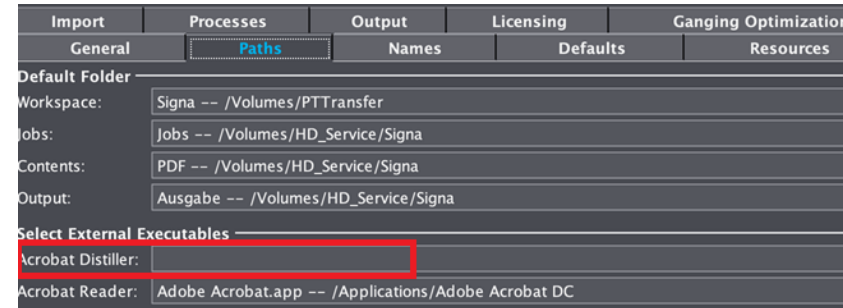 Import Processes Output Licensing Ganging Optimizatio
General Paths Names Defaults Resources
Default Folder
Workspace: Signa -- /Volumes/PTTransfer
Jobs: Jobs -- /Volumes/HD_Service/Signa
Contents: PDF -- /Volumes/HD_Service/Signa
Output: Ausgabe -- /Volumes/HD_Service/Signa
Select External Executables
Acrobat Distiller:
Acrobat Reader: Adobe Acrobat.app -- /Applications/Adobe Acrobat DC